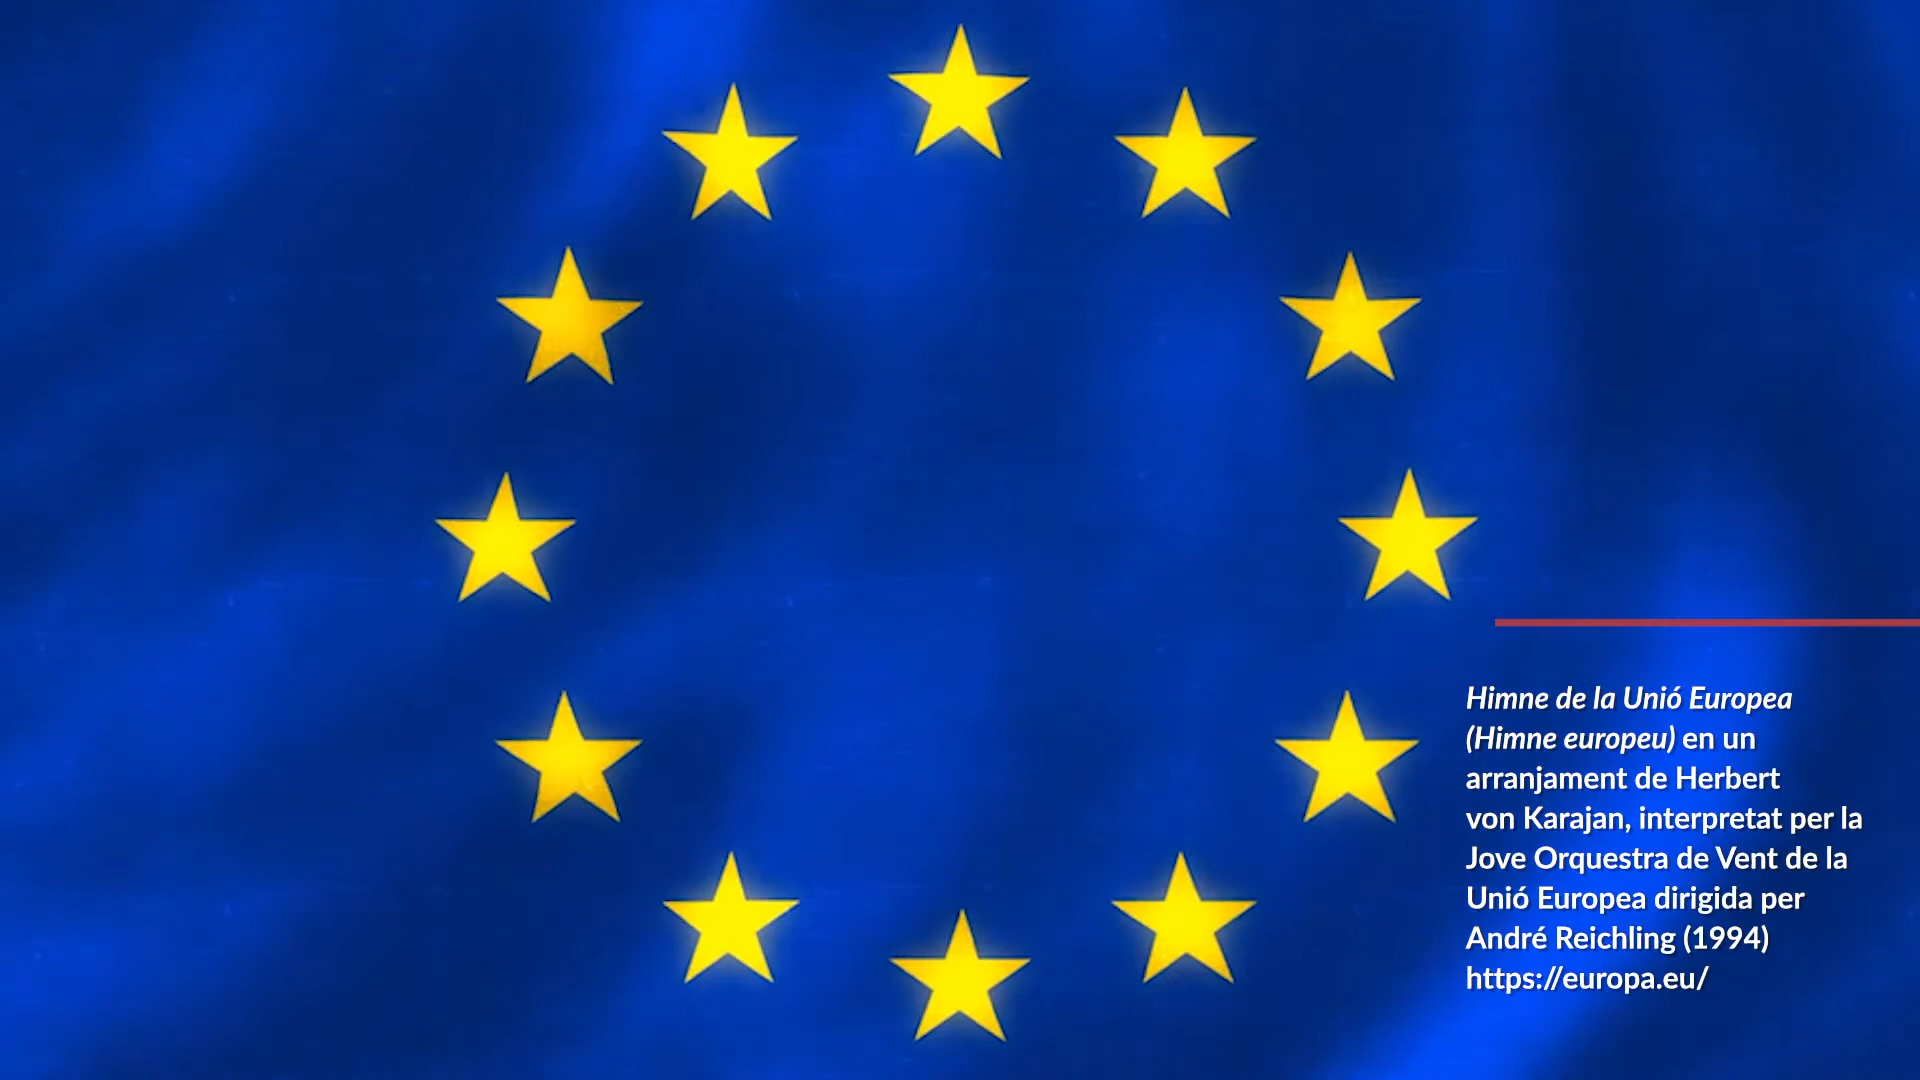 Himne de la Unió Europea
(Himne europeu) en un
arranjament de Herbert
von Karajan, interpretat per la
Jove Orquestra de Vent de la
Unió Europea dirigida per
André Reichling (1994)
https://europa.eu/